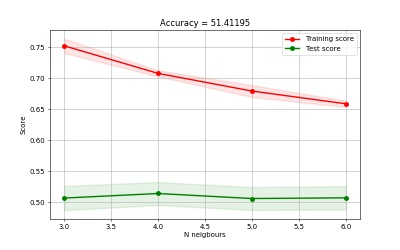 Accuracy = 51.41195
Training score
Test score
0.75
0.70
0.65
0.60
0.55
0.50
Score
3.0 3.5 4.0 4.5 5.0 5.5 6.0
N neigbours